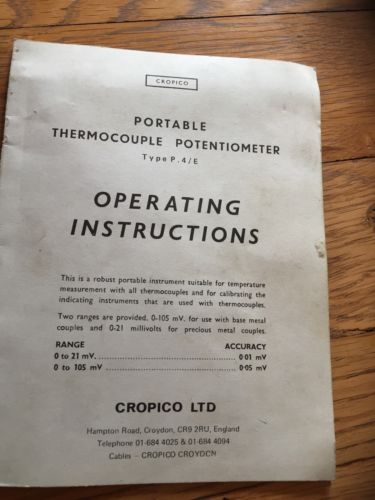 CROPICO
PORTABLE
THERMOCOUPLE POTENTIOMETER
Type P.4/E
OPERATING
INSTRUCTIONS
This is a robust portable instrument suitable for temperature
measurement with all thermocouples and for calibrating the
indicating instruments that are used with thermocouples.
Two ranges are provided, 0-105 mV. for use with base metal
couples and 0-21 millivolts for precious metal couples.
RANGE ACCURACY
0 to 21 mV. ........................................ 0·01 mV
0 to 105 mV ........................................ 0·05 mV
CROPICO LTD
Hampton Road, Croydon, CR9 2RU, England
Telephone 01-684 4025 & 01-684 4094
Cables – CROPICO CROYDON